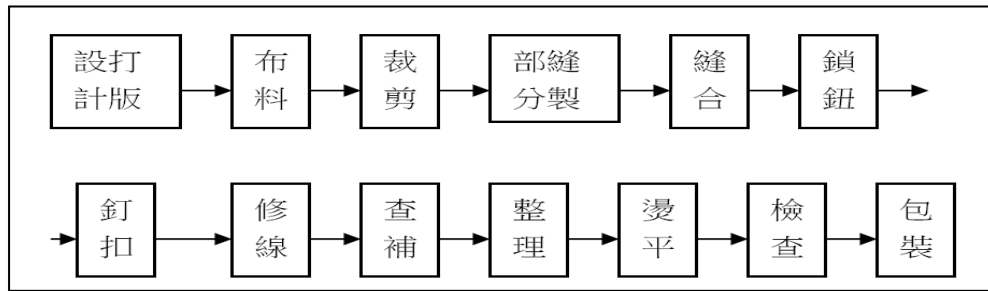 設計
打版
布料
裁剪
部分
縫製
縫合
鎖鈕
釘扣
修線
查補
整理
燙平
檢查
包裝